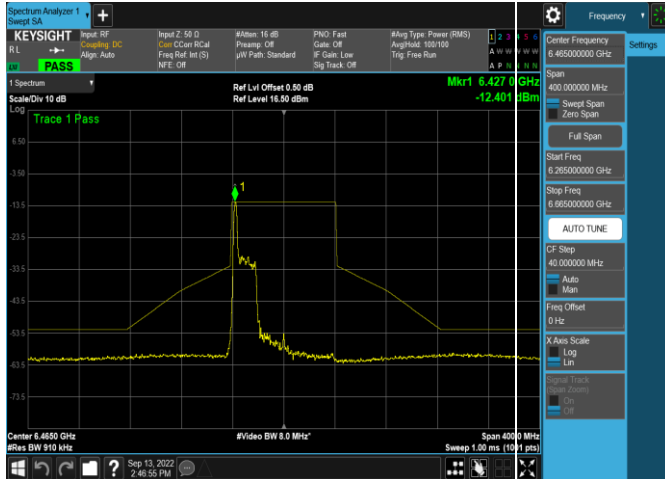 Spectrum Analyzer 1
Swept SA
+
Frequency
KEYSIGHT
RL
PASS
Input: RF
Coupling: DC
Align: Auto
Input Z: 50 Ω
Corr CCorr RCal
Freq Ref: Int (S)
NFE: Off
#Atten: 16 dB
Preamp: Off
µW Path: Standard
PNO: Fast
Gate: Off
IF Gain: Low
Sig Track: Off
#Avg Type: Power (RMS)
Avg|Hold: 100/100
Trig: Free Run
1 2 3 4 5 6
A W W W W W
A P N N N N
1 Spectrum
Scale/Div 10 dB
Log
Ref Lvl Offset 0.50 dB
Ref Level 16.50 dBm
Mkr1 6.427 0 GHz
-12.401 dBm
Trace 1 Pass
1
6.50
-3.50
-13.5
-23.5
-33.5
-43.5
-53.5
-63.5
-73.5
Center 6.4650 GHz
#Res BW 910 kHz
#Video BW 8.0 MHz*
Span 400.0 MHz
Sweep 1.00 ms (1001 pts)
Sep 13, 2022
2:46:55 PM
?
Settings
Center Frequency
6.465000000 GHz
Span
400.000000 MHz
Swept Span
Zero Span
Full Span
Start Freq
6.265000000 GHz
Stop Freq
6.665000000 GHz
AUTO TUNE
CF Step
40.000000 MHz
Auto
Man
Freq Offset
0 Hz
X Axis Scale
Log
Lin
Signal Track
(Span Zoom)
On
Off